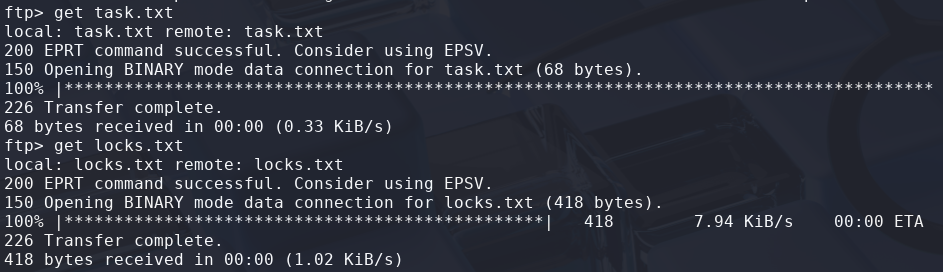 ftp> get task.txt
local: task.txt remote: task.txt
200 EPRT command successful. Consider using EPSV.
150 Opening BINARY mode data connection for task.txt (68 bytes).
100% |***************************************************************************************
226 Transfer complete.
68 bytes received in 00:00 (0.33 KiB/s)
ftp> get locks.txt
local: locks.txt remote: locks.txt
200 EPRT command successful. Consider using EPSV.
150 Opening BINARY mode data connection for locks.txt (418 bytes).
100% |************************************************|   418        7.94 KiB/s    00:00 ETA
226 Transfer complete.
418 bytes received in 00:00 (1.02 KiB/s)